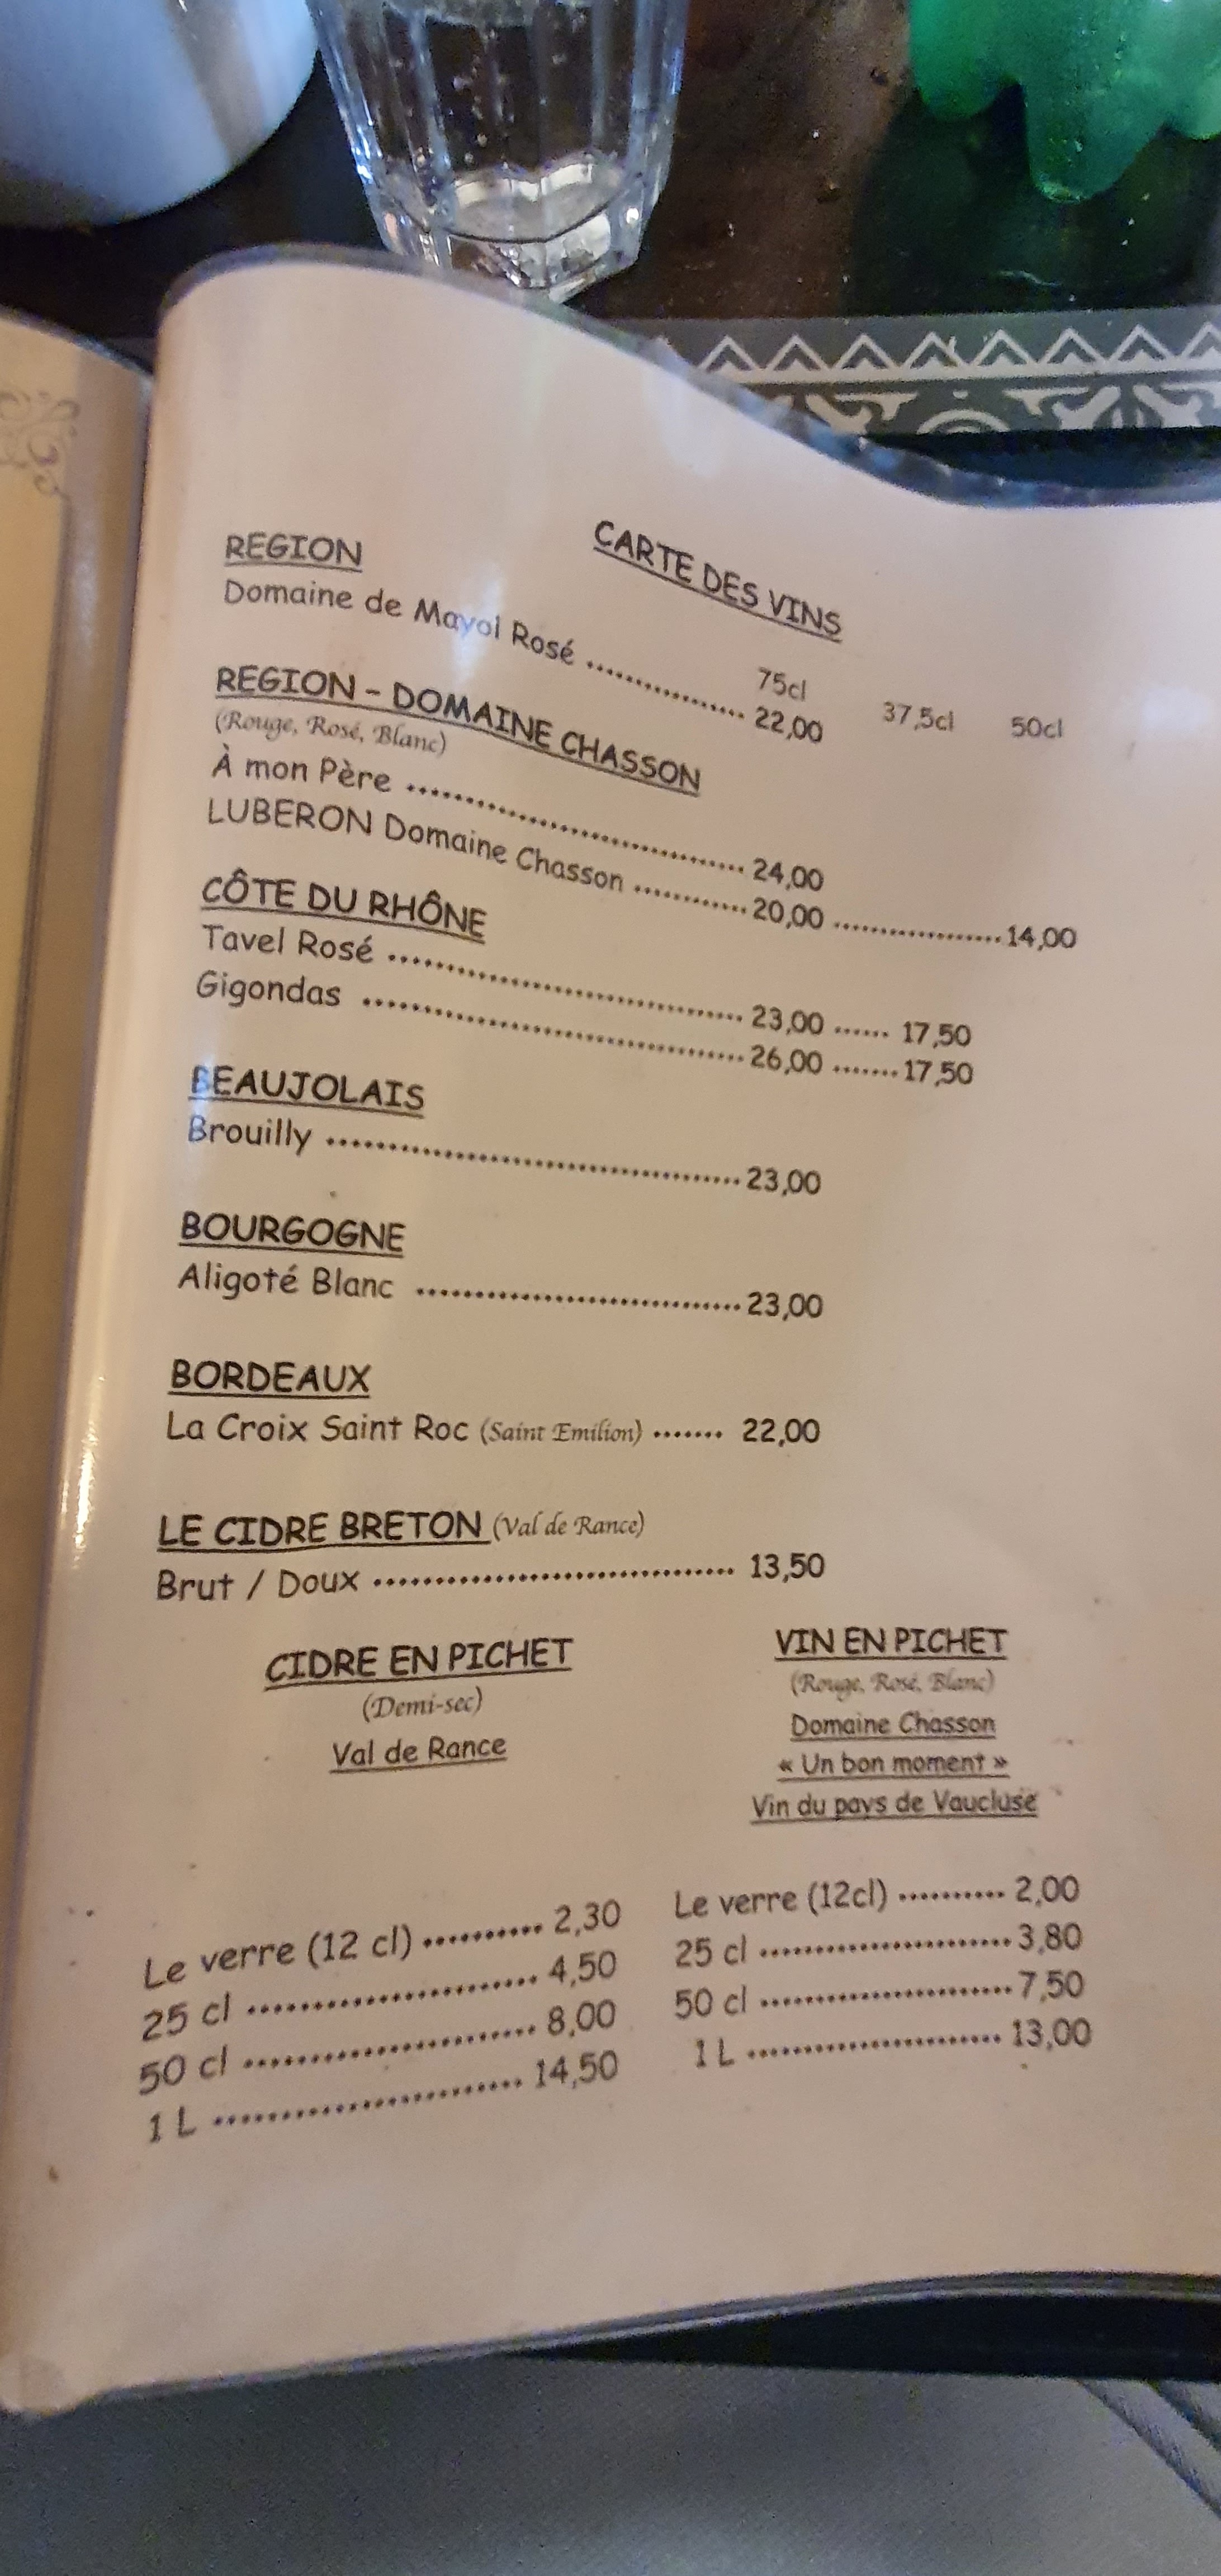 CARTE DES VINS
75cl 37,5cl 50cl
REGION
Domaine de Mayol Rosé ..................... 22,00
REGION - DOMAINE CHASSON
(Rouge, Rosé, Blanc)
À mon Père ........................................ 24,00
LUBERON Domaine Chasson ............ 20,00 .................. 14,00
CÔTE DU RHÔNE
Tavel Rosé .......................................... 23,00 ...... 17,50
Gigondas ............................................. 26,00 ....... 17,50
BEAUJOLAIS
Brouilly ................................................ 23,00
BOURGOGNE
Aligoté Blanc ..................................... 23,00
BORDEAUX
La Croix Saint Roc (Saint Emilion) ....... 22,00
LE CIDRE BRETON (Val de Rance)
Brut / Doux ..................................... 13,50
CIDRE EN PICHET
(Demi-sec)
Val de Rance
Le verre (12 cl) .......... 2,30
25 cl ........................ 4,50
50 cl ........................ 8,00
1 L ............................ 14,50
VIN EN PICHET
(Rouge, Rosé, Blanc)
Domaine Chasson
« Un bon moment »
Vin du pays de Vaucluse
Le verre (12cl) .......... 2,00
25 cl ....................... 3,80
50 cl ....................... 7,50
1 L ....................... 13,00